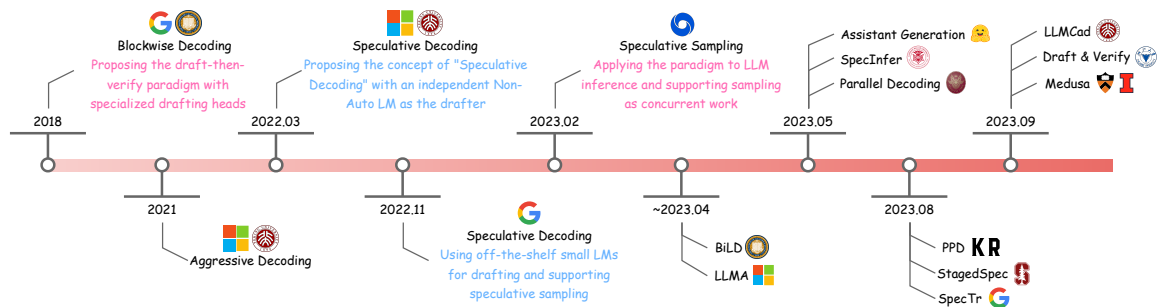 Blockwise Decoding
Proposing the draft-then-
verify paradigm with
specialized drafting heads
2018
2021
Aggressive Decoding
Speculative Decoding
Proposing the concept of "Speculative
Decoding" with an independent Non-
Auto LM as the drafter
2022.03
2022.11
Speculative Decoding
Using off-the-shelf small LMs
for drafting and supporting
speculative sampling
Speculative Sampling
Applying the paradigm to LLM
inference and supporting sampling
as concurrent work
2023.02
~2023.04
BiLD
LLMA
Assistant Generation
SpecInfer
Parallel Decoding
2023.05
2023.08
PPD KR
StagedSpec
SpecTr
LLMCad
Draft & Verify
Medusa
2023.09